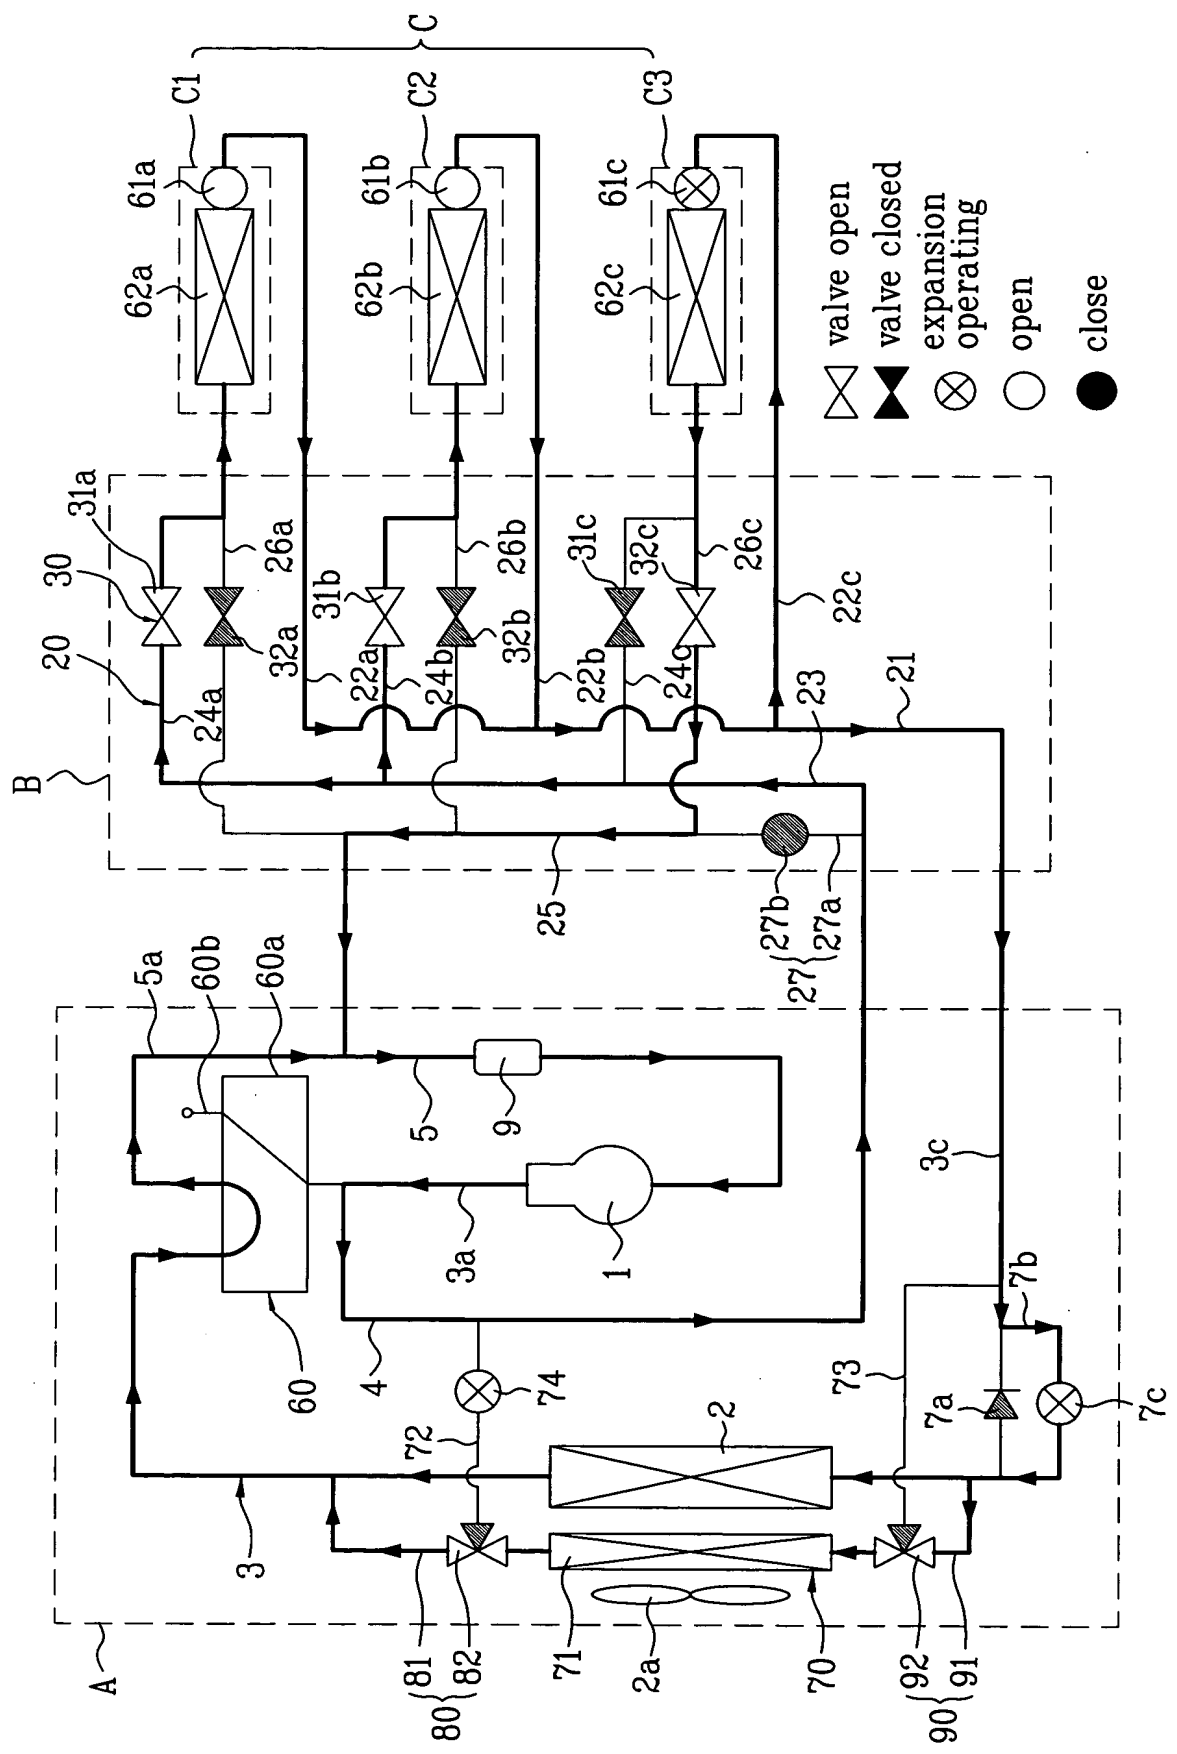 B
20
30
31a
A
5a
62a
61a
C1
60b
24a
3
60a
32a
26a
60
31b
4
22a
62b
61b
81
72
5
24b
C2
C
80
82
3a
9
74
32b
26b
25
22b
31c
71
1
62c
61c
2a
32c
24c
C3
2
27b
26c
27
27a
70
23
22c
73
92
21
90
91
7a
3c
7b
7c
valve open
valve closed
expansion
operating
open
close